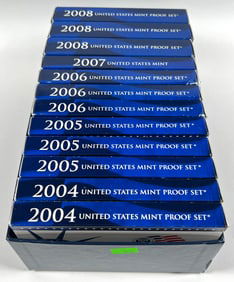 2008 UNITED STATES MINT PROOF SET®
2008 UNITED STATES MINT PROOF SET®
2008 UNITED STATES MINT PROOF SET®
2007 UNITED STATES MINT
2006 UNITED STATES MINT PROOF SET®
2006 UNITED STATES MINT PROOF SET®
2006 UNITED STATES MINT PROOF SET®
2005 UNITED STATES MINT PROOF SET®
2005 UNITED STATES MINT PROOF SET®
2005 UNITED STATES MINT PROOF SET®
2004 UNITED STATES MINT PROOF SET®
2004 UNITED STATES MINT PROOF SET®